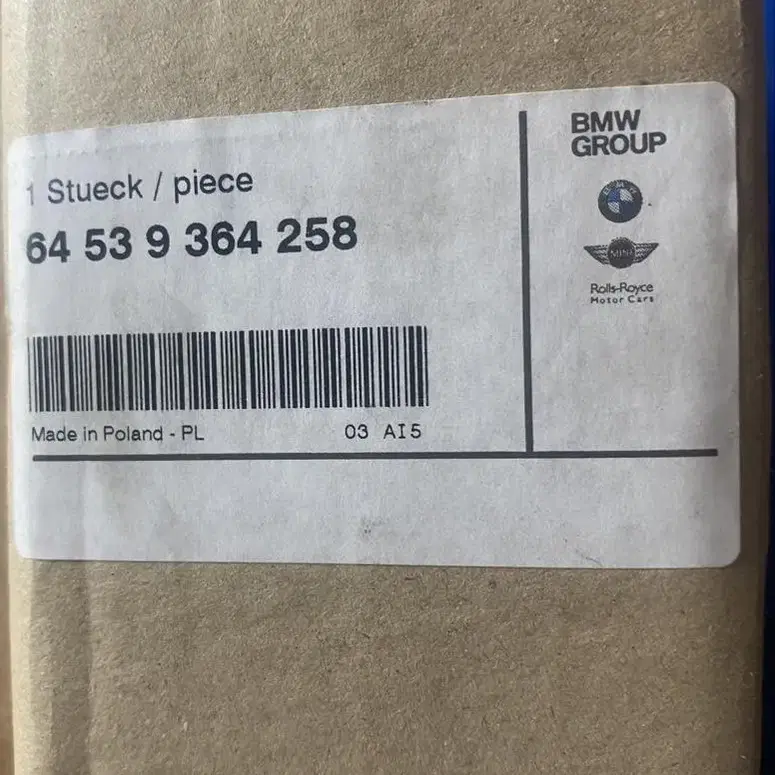 1 Stueck / piece
64 53 9 364 258
Made in Poland - PL
03 AI5
BMW
GROUP
MINI
Rolls-Royce
Motor Cars